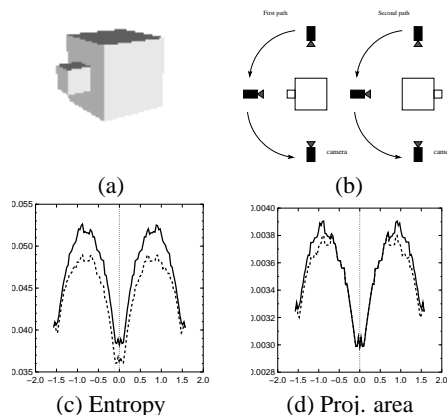 First path
Second path
camera
came
(a)
(b)
0.055
0.050
0.045
0.040
0.035
−2.0 −1.5 −1.0 −0.5 0.0 0.5 1.0 1.5 2.0
(c) Entropy
0.0040
0.0038
0.0036
0.0034
0.0032
0.0030
0.0028
−2.0 −1.5 −1.0 −0.5 0.0 0.5 1.0 1.5 2.0
(d) Proj. area